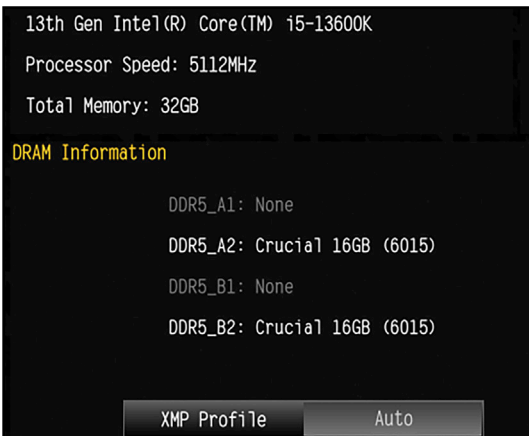 13th Gen Intel(R) Core(TM) i5-13600K
Processor Speed: 5112MHz
Total Memory: 32GB
DRAM Information
DDR5_A1: None
DDR5_A2: Crucial 16GB (6015)
DDR5_B1: None
DDR5_B2: Crucial 16GB (6015)
XMP Profile Auto